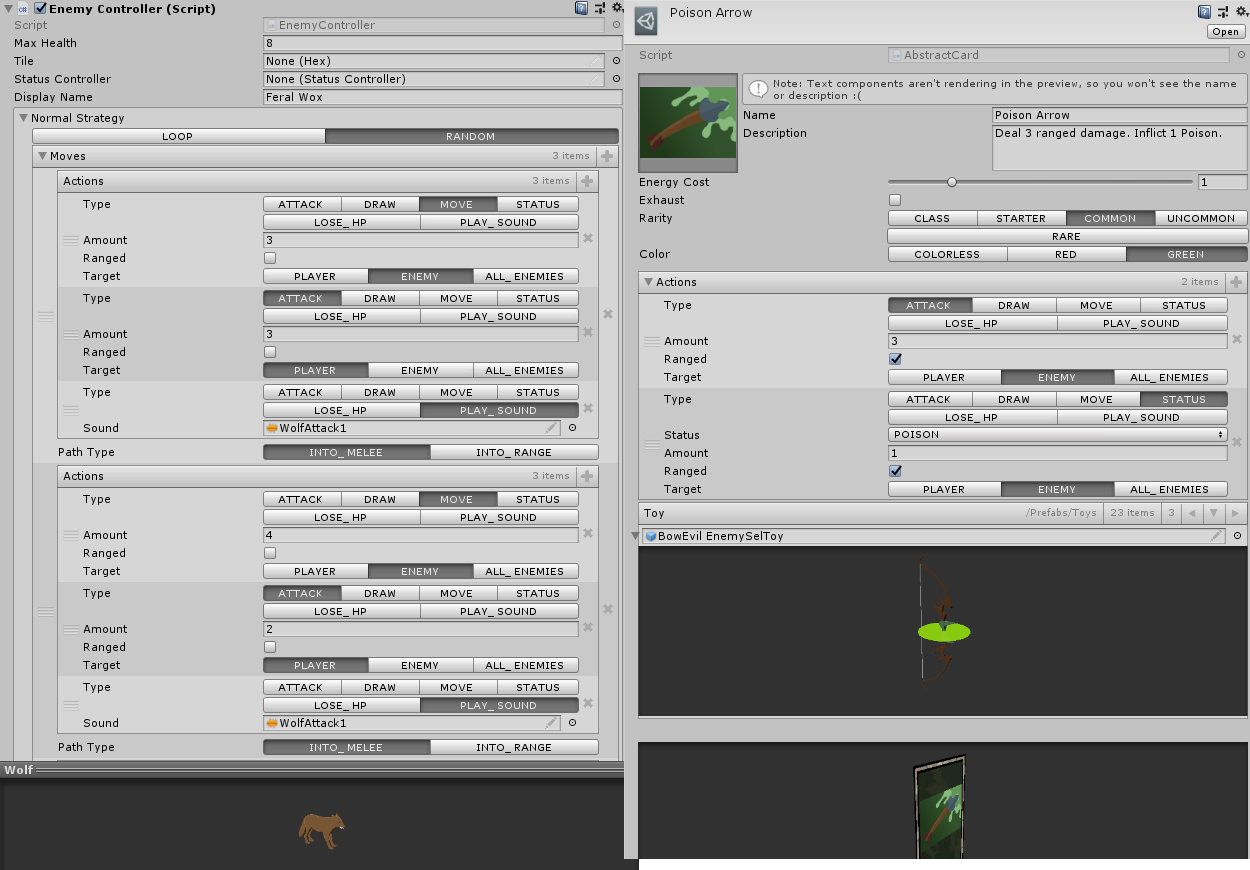 Enemy Controller (Script)
Script EnemyController
Max Health 8
Tile None (Hex)
Status Controller None (Status Controller)
Display Name Feral Wox
Normal Strategy
LOOP RANDOM
Moves 3 items
Actions 3 items
Type ATTACK DRAW MOVE STATUS
LOSE_HP PLAY_SOUND
Amount 3
Ranged
Target PLAYER ENEMY ALL_ENEMIES
Type ATTACK DRAW MOVE STATUS
LOSE_HP PLAY_SOUND
Amount 3
Ranged
Target PLAYER ENEMY ALL_ENEMIES
Type ATTACK DRAW MOVE STATUS
LOSE_HP PLAY_SOUND
Sound WolfAttack1
Path Type INTO_MELEE INTO_RANGE
Actions 3 items
Type ATTACK DRAW MOVE STATUS
LOSE_HP PLAY_SOUND
Amount 4
Ranged
Target PLAYER ENEMY ALL_ENEMIES
Type ATTACK DRAW MOVE STATUS
LOSE_HP PLAY_SOUND
Amount 2
Ranged
Target PLAYER ENEMY ALL_ENEMIES
Type ATTACK DRAW MOVE STATUS
LOSE_HP PLAY_SOUND
Sound WolfAttack1
Path Type INTO_MELEE INTO_RANGE
Wolf
Poison Arrow
Open
Script AbstractCard
Note: Text components aren't rendering in the preview, so you won't see the name
or description :(
Name Poison Arrow
Description Deal 3 ranged damage. Inflict 1 Poison.
Energy Cost 1
Exhaust
Rarity CLASS STARTER COMMON UNCOMMON
RARE
Color COLORLESS RED GREEN
Actions 2 items
Type ATTACK DRAW MOVE STATUS
LOSE_HP PLAY_SOUND
Amount 3
Ranged
Target PLAYER ENEMY ALL_ENEMIES
Type ATTACK DRAW MOVE STATUS
LOSE_HP PLAY_SOUND
Status POISON
Amount 1
Ranged
Target PLAYER ENEMY ALL_ENEMIES
Toy /Prefabs/Toys 23 items 3
BowEvil EnemySelToy